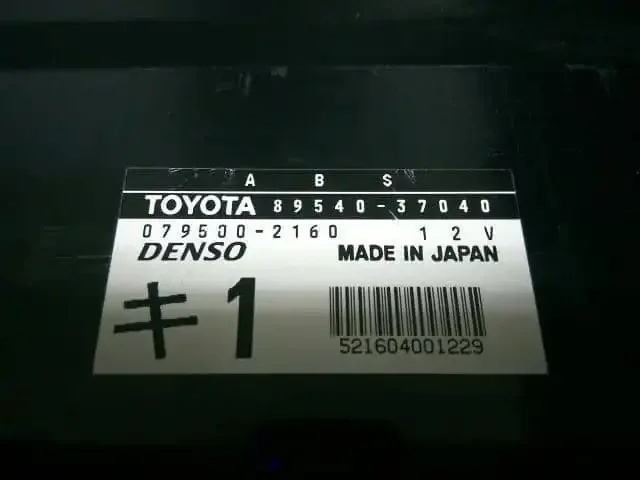 A B S
TOYOTA 89540-37040
079500-2160 12V
DENSO MADE IN JAPAN
キ1
521604001229